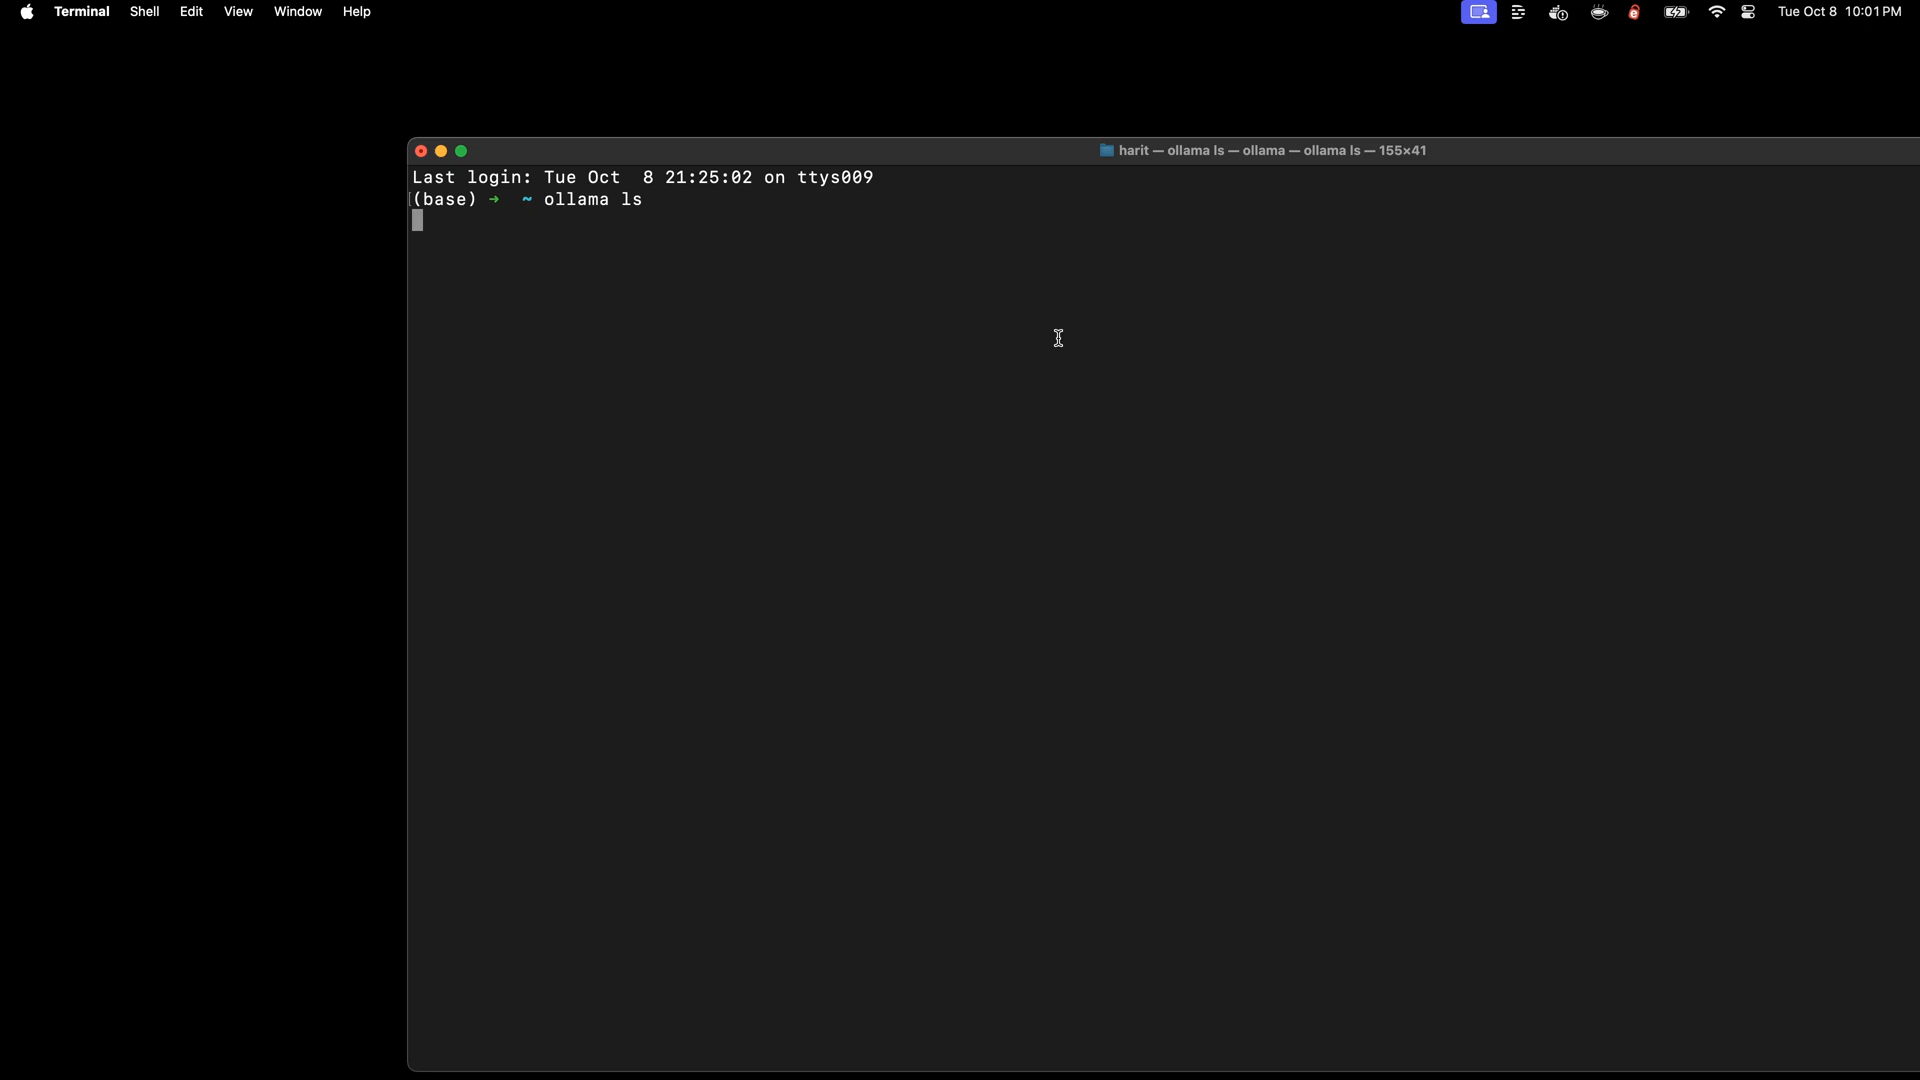 Terminal Shell Edit View Window Help Tue Oct 8 10:01 PM
harit — ollama ls — ollama — ollama ls — 155×41
Last login: Tue Oct  8 21:25:02 on ttys009
(base) ➜  ~ ollama ls